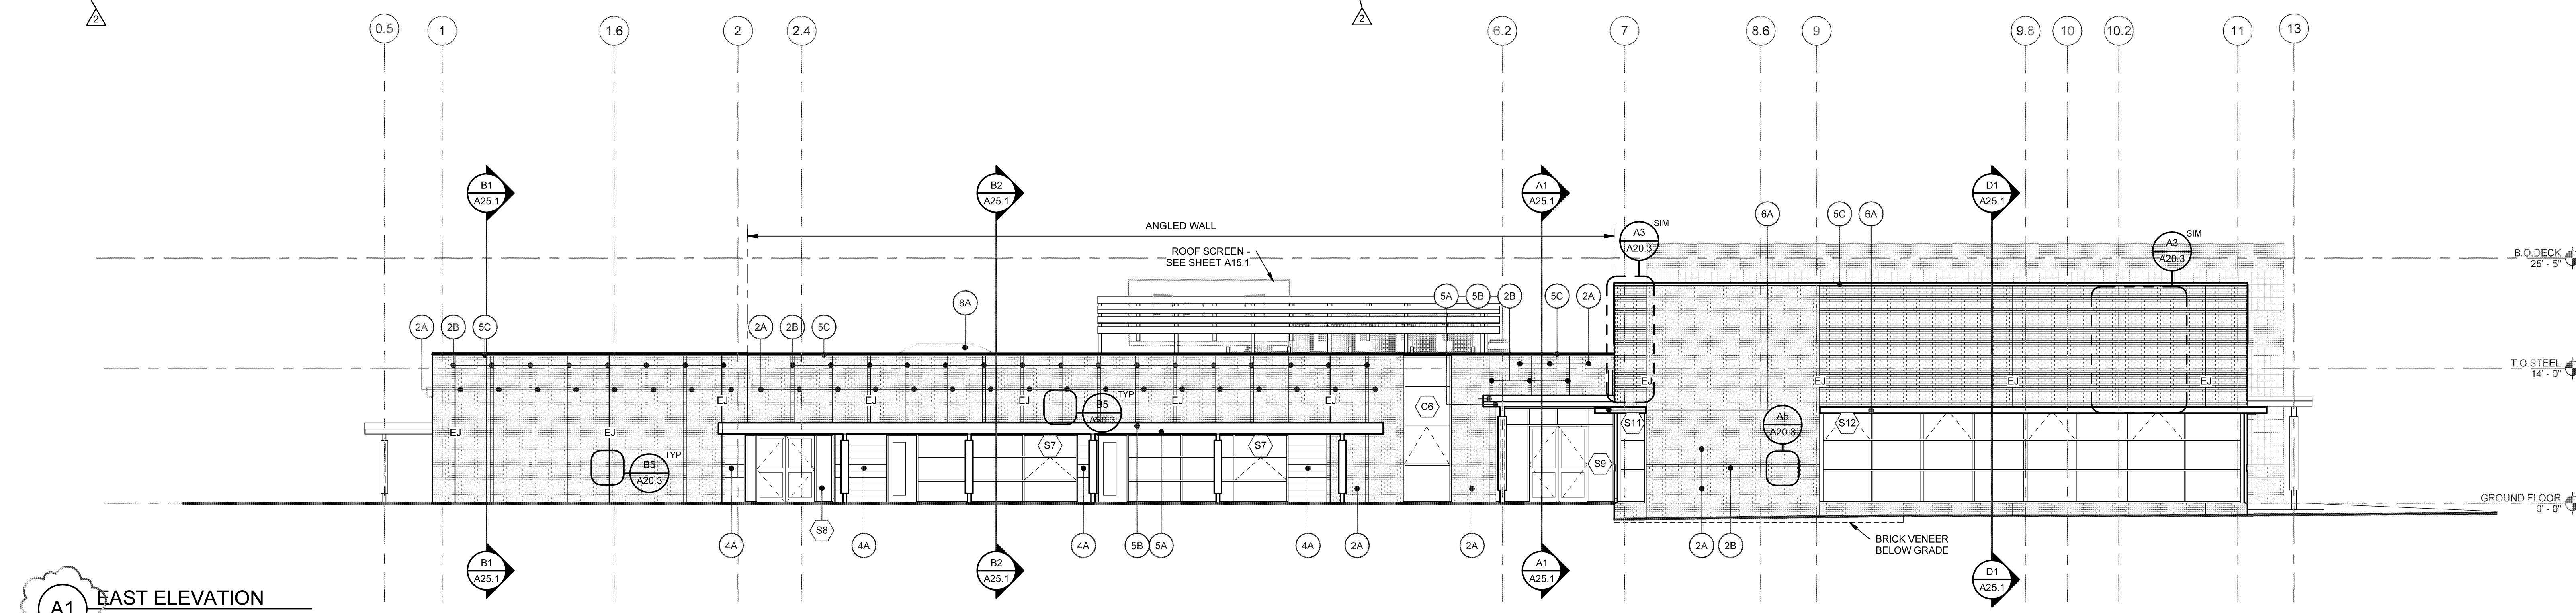 2
2
0.5
1
1.6
2
2.4
6.2
7
8.6
9
9.8
10
10.2
11
13
B1
A25.1
B2
A25.1
A1
A25.1
D1
A25.1
ANGLED WALL
ROOF SCREEN -
SEE SHEET A15.1
6A
5C
6A
A3
A20.3
SIM
A3
A20.3
SIM
B.O.DECK
25' - 5"
8A
5A
5B
2B
5C
2A
2A
2B
5C
2A
2B
5C
T.O.STEEL
14' - 0"
EJ
EJ
EJ
EJ
EJ
EJ
EJ
EJ
EJ
EJ
EJ
B5
A20.3
TYP
B5
A20.3
TYP
C6
S7
S7
S9
S11
S12
A5
A20.3
GROUND FLOOR
0' - 0"
S8
4A
4A
4A
5B
5A
4A
2A
2A
2A
2B
BRICK VENEER
BELOW GRADE
B1
A25.1
B2
A25.1
A1
A25.1
D1
A25.1
A1
EAST ELEVATION